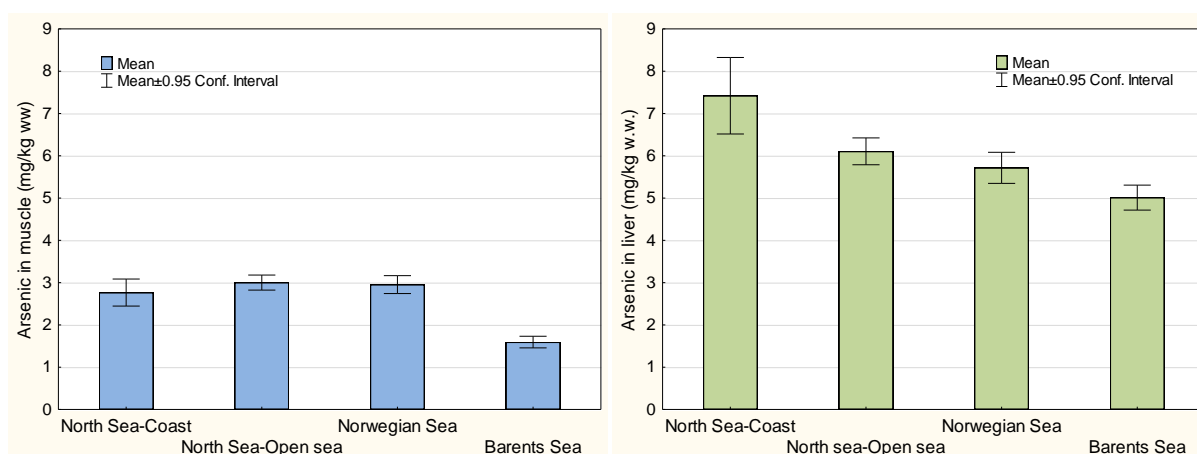 Arsenic in muscle (mg/kg ww)
9
8
7
6
5
4
3
2
1
0
Mean
Mean±0.95 Conf. Interval
North Sea-Coast
North Sea-Open sea
Norwegian Sea
Barents Sea
Arsenic in liver (mg/kg w.w.)
9
8
7
6
5
4
3
2
1
0
Mean
Mean±0.95 Conf. Interval
North Sea-Coast
North sea-Open sea
Norwegian Sea
Barents Sea